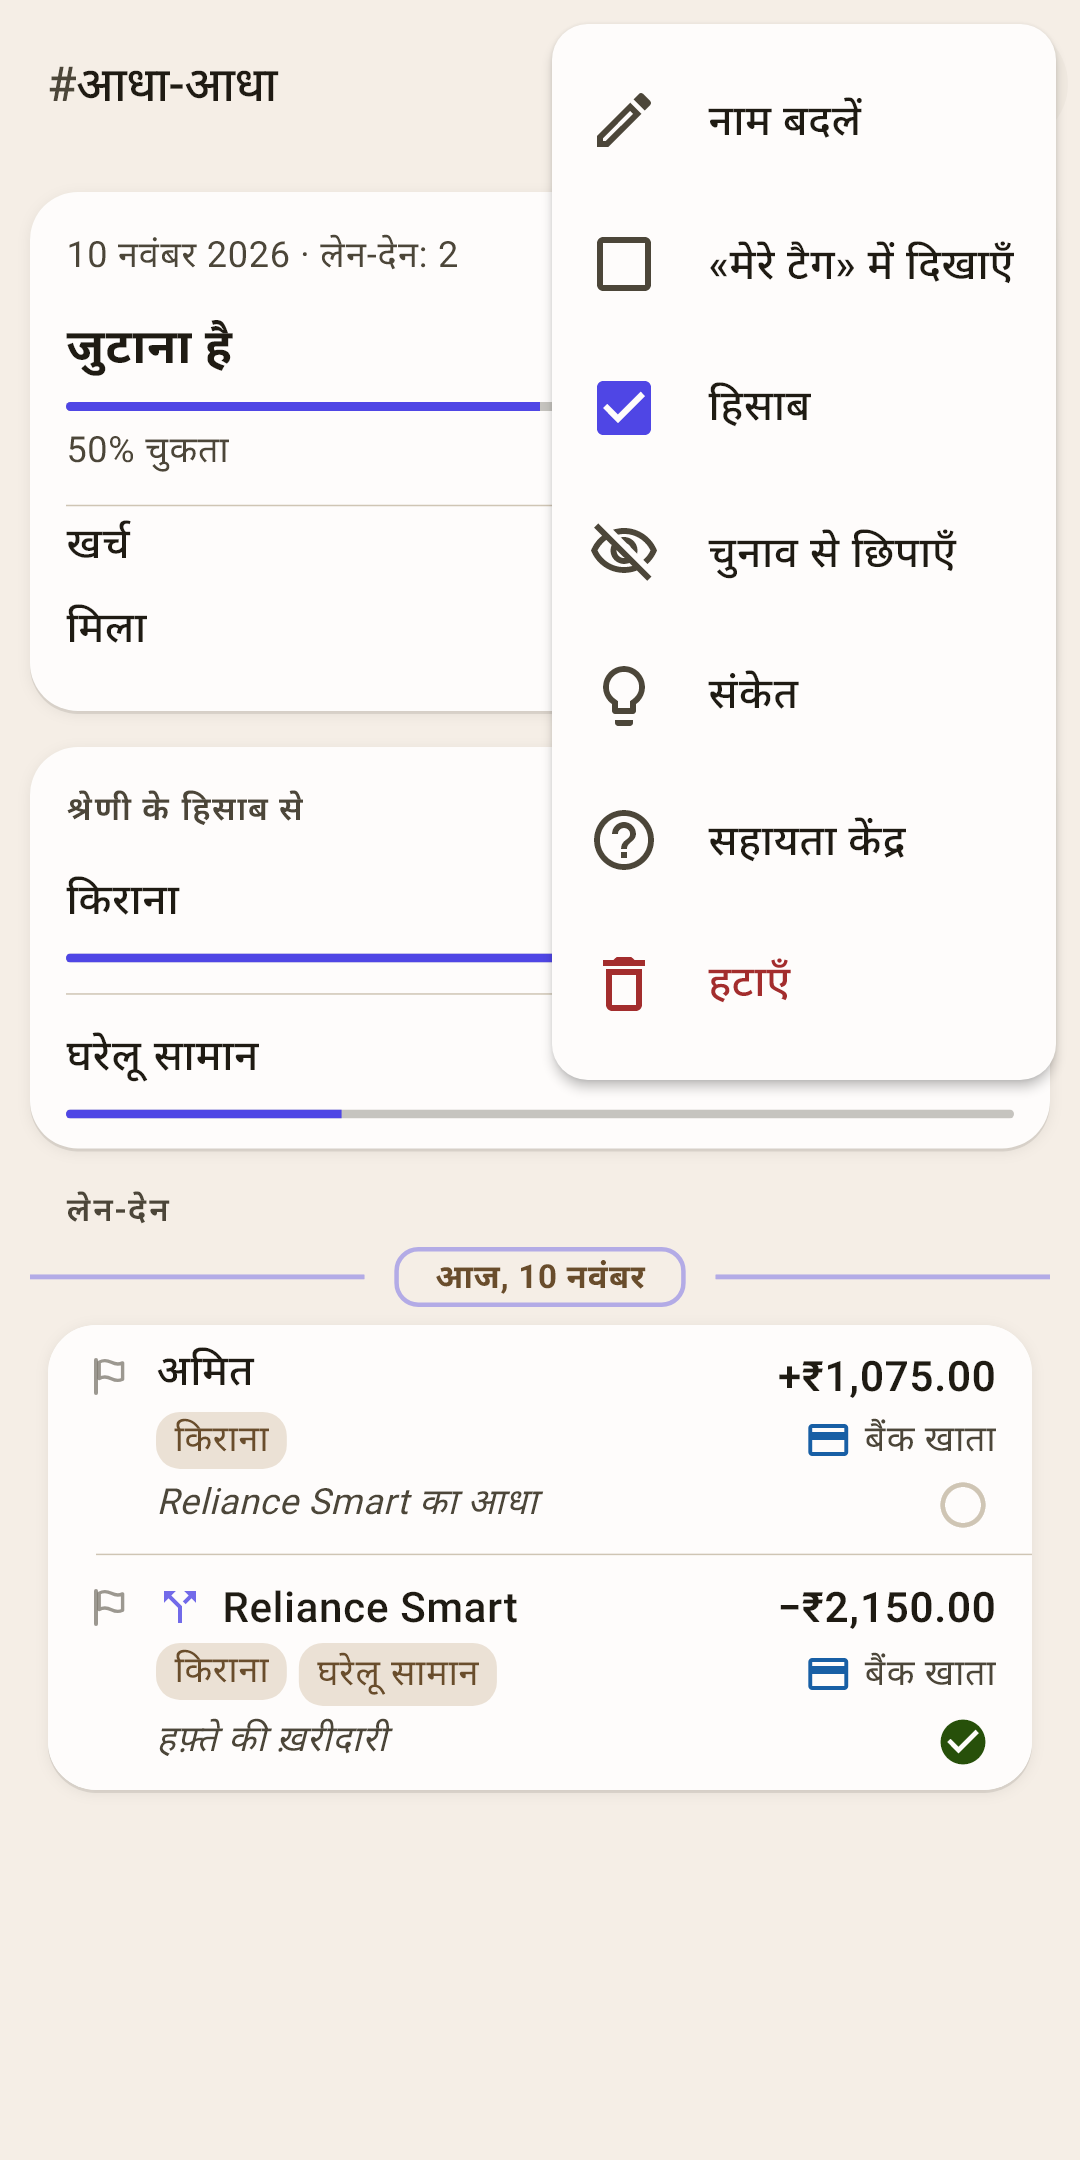 #आधा-आधा
नाम बदलें
«मेरे टैग» में दिखाएँ
हिसाब
चुनाव से छिपाएँ
संकेत
सहायता केंद्र
हटाएँ
10 नवंबर 2026 · लेन-देन: 2
जुटाना है
50% चुकता
खर्च
मिला
श्रेणी के हिसाब से
किराना
घरेलू सामान
लेन-देन
आज, 10 नवंबर
अमित +₹1,075.00
किराना बैंक खाता
Reliance Smart का आधा
Reliance Smart −₹2,150.00
किराना घरेलू सामान बैंक खाता
हफ़्ते की ख़रीदारी